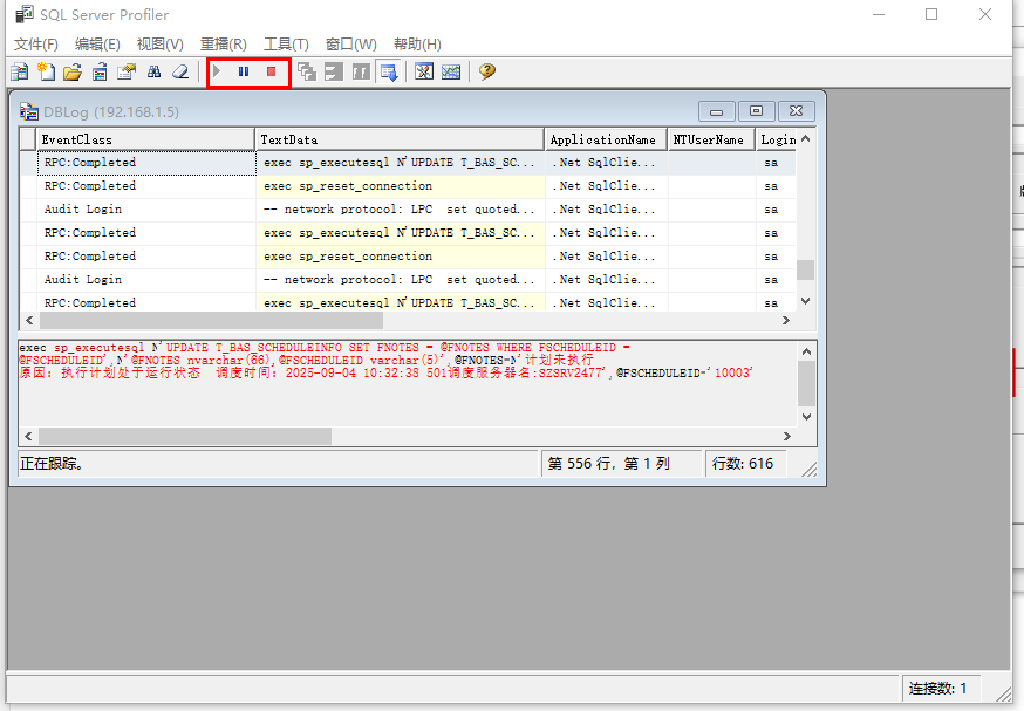 SQL Server Profiler
文件(F) 编辑(E) 视图(V) 重播(R) 工具(T) 窗口(W) 帮助(H)
DBLog (192.168.1.5)
EventClass TextData ApplicationName NTUserName Login
RPC:Completed exec sp_executesql N'UPDATE T_BAS_SC... .Net SqlClie... sa
RPC:Completed exec sp_reset_connection .Net SqlClie... sa
Audit Login -- network protocol: LPC set quoted... .Net SqlClie... sa
RPC:Completed exec sp_executesql N'UPDATE T_BAS_SC... .Net SqlClie... sa
RPC:Completed exec sp_reset_connection .Net SqlClie... sa
Audit Login -- network protocol: LPC set quoted... .Net SqlClie... sa
RPC:Completed exec sp_executesql N'UPDATE T_BAS_SC... .Net SqlClie... sa
exec sp_executesql N'UPDATE T_BAS_SCHEDULEINFO SET FNOTES = @FNOTES WHERE FSCHEDULEID =
@FSCHEDULEID',N'@FNOTES nvarchar(66),@FSCHEDULEID varchar(5)',@FNOTES=N'计划未执行
原因：执行计划处于运行状态 调度时间：2025-09-04 10:32:38 501调度服务器名:SZSRV2477',@FSCHEDULEID='10003'
正在跟踪。 第 556 行，第 1 列 行数: 616
连接数: 1